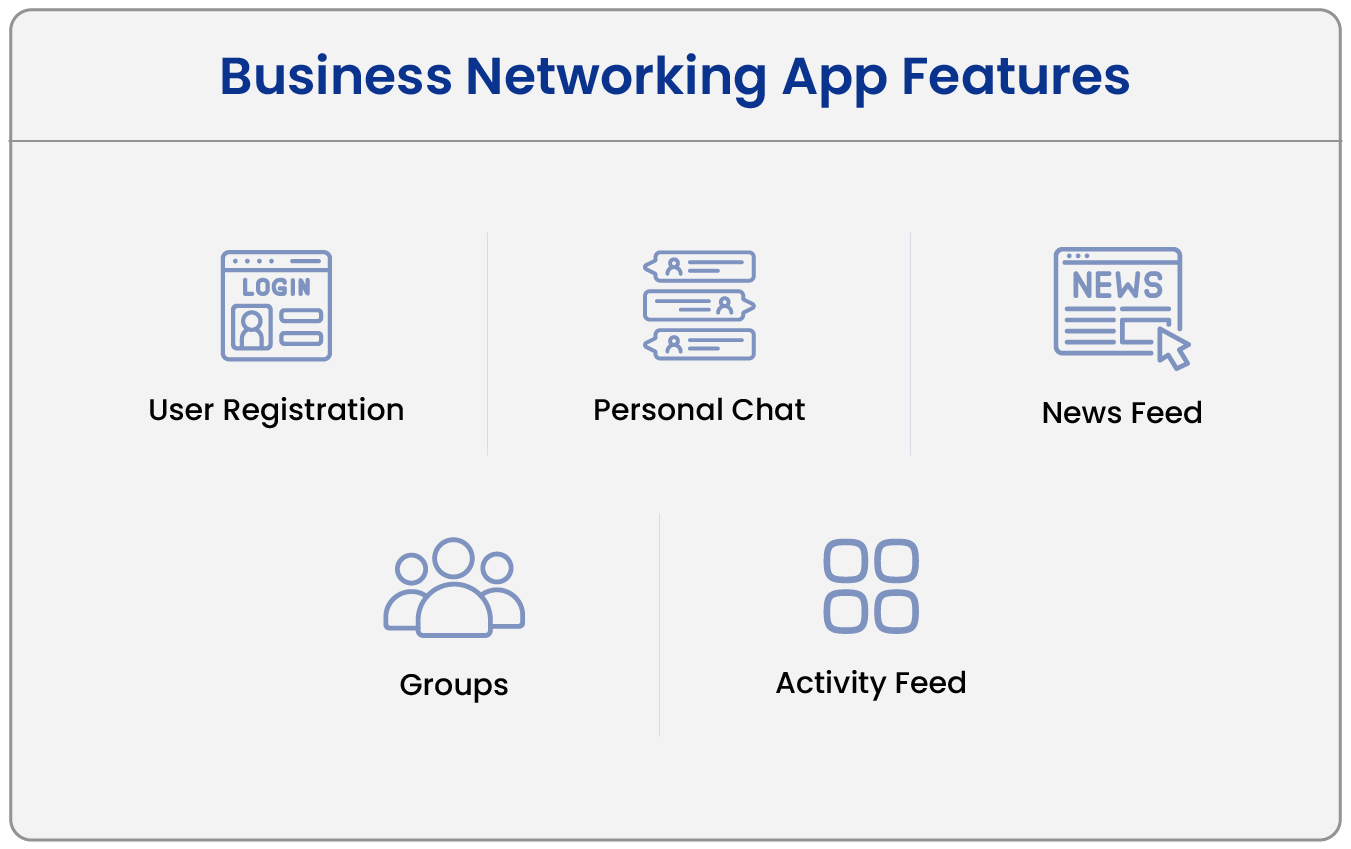 Business Networking App Features
LOGIN
NEWS
User Registration
Personal Chat
News Feed
Groups
Activity Feed